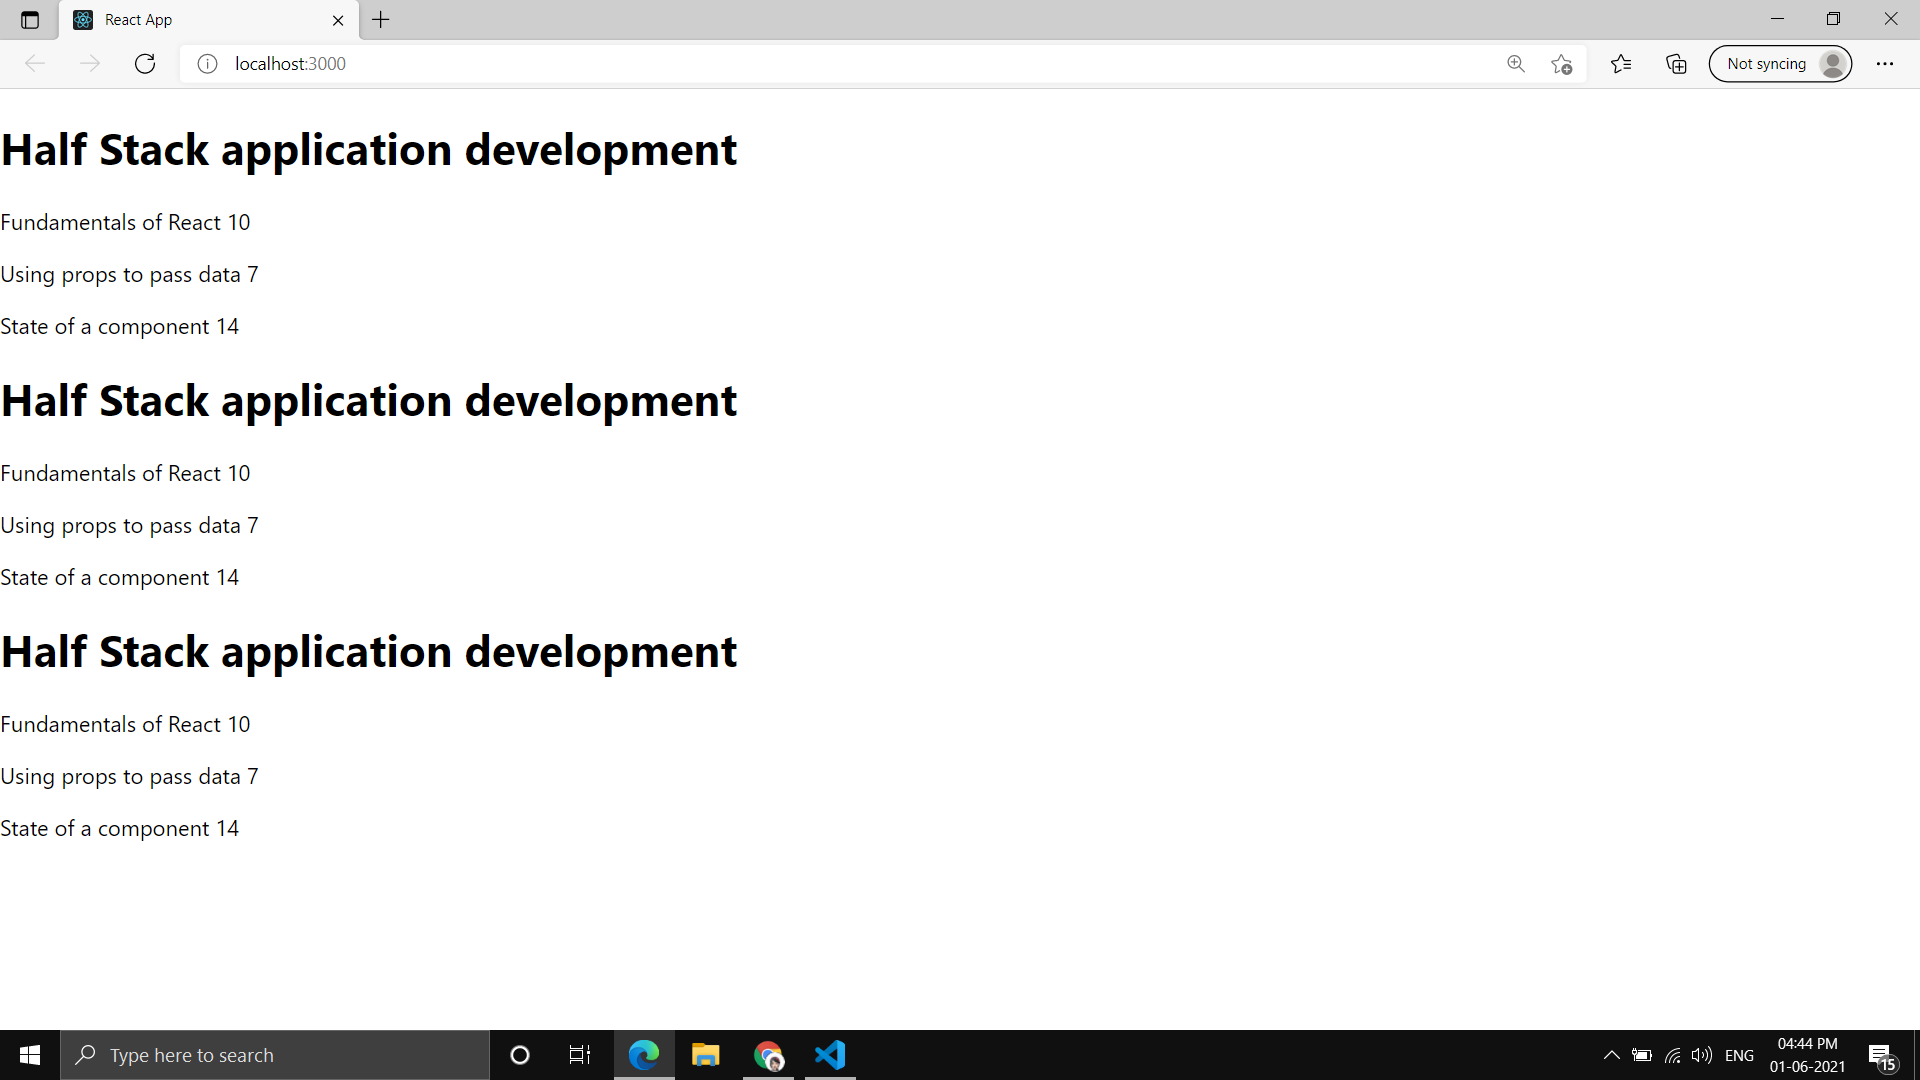 React App
localhost:3000
Not syncing
Half Stack application development
Fundamentals of React 10
Using props to pass data 7
State of a component 14
Half Stack application development
Fundamentals of React 10
Using props to pass data 7
State of a component 14
Half Stack application development
Fundamentals of React 10
Using props to pass data 7
State of a component 14
Type here to search
ENG
04:44 PM
01-06-2021
15